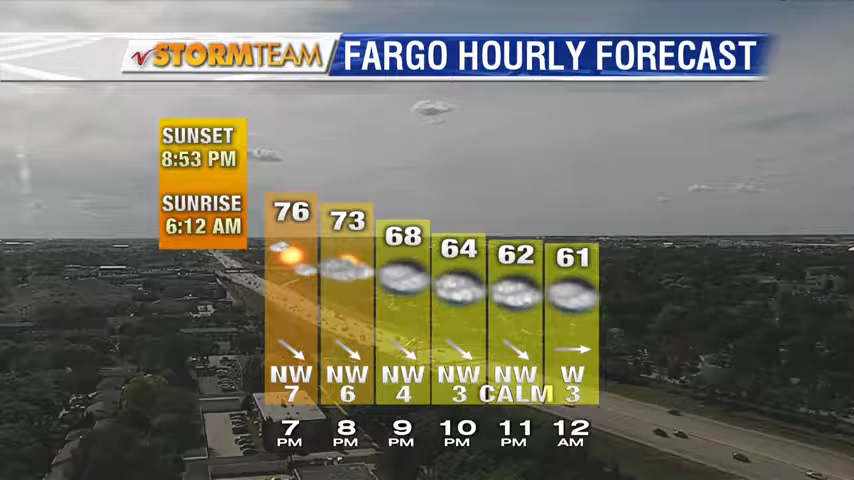 STORMTEAM
FARGO HOURLY FORECAST
SUNSET
8:53 PM
SUNRISE
6:12 AM
76 73 68 64 62 61
NW NW NW NW NW W
7 6 4 3 CALM 3
7 8 9 10 11 12
PM PM PM PM PM AM